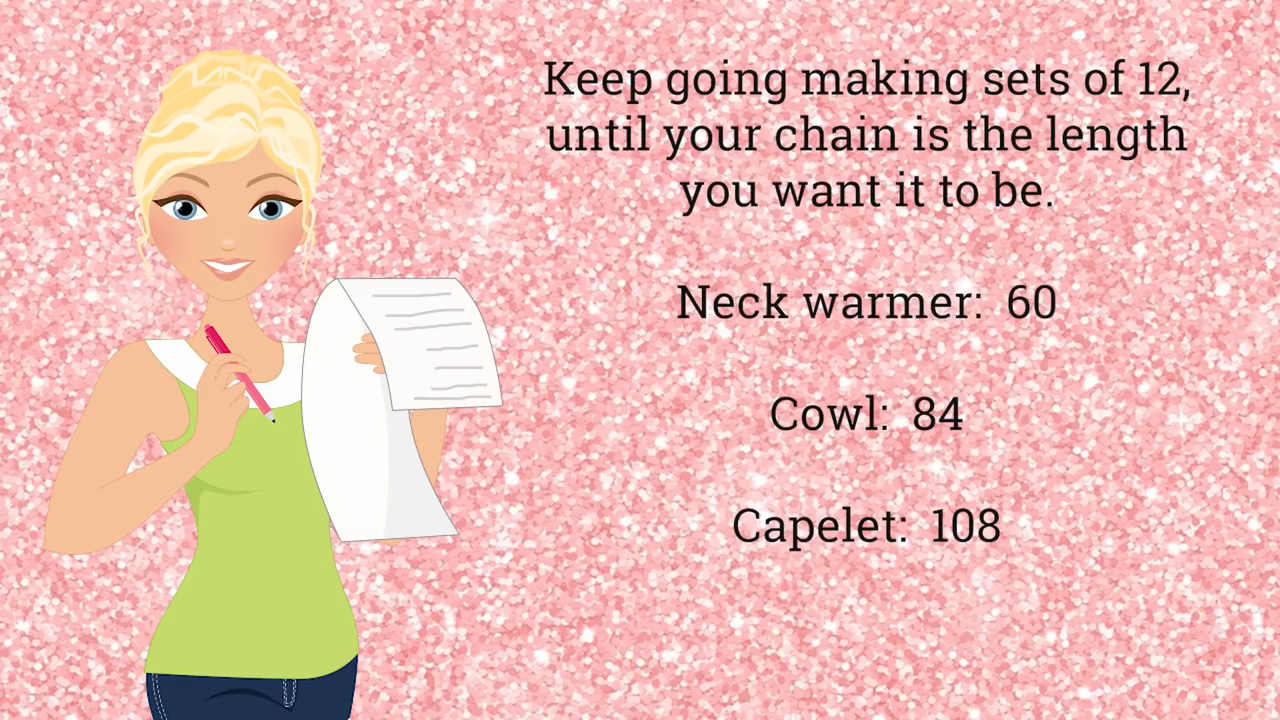 Keep going making sets of 12,
until your chain is the length
you want it to be.
Neck warmer: 60
Cowl: 84
Capelet: 108